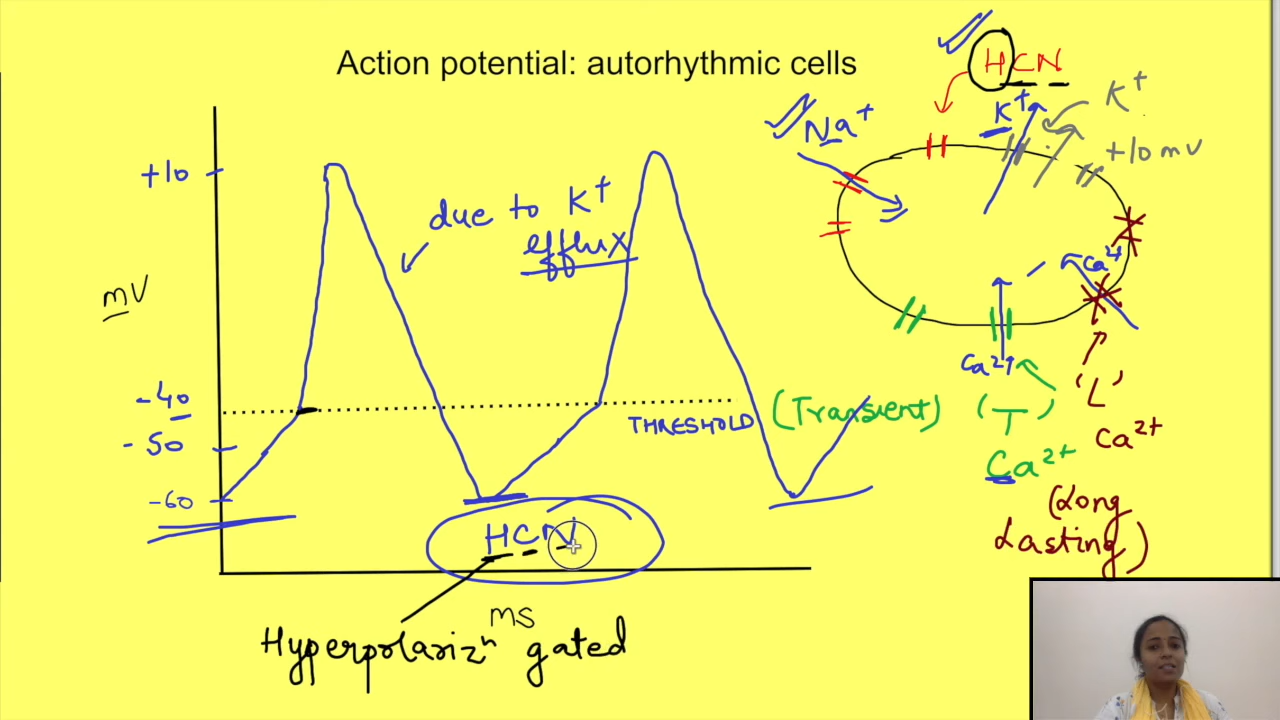 Action potential: autorhythmic cells
HCN
K+
K+
Na+
+10 mv
+10
due to K+
efflux
mV
-40
-50
-60
THRESHOLD
Ca2+
Ca2+
(Transient)
(T)
Ca2+
'L'
Ca2+
(Long
Lasting)
HCN
ms
Hyperpolarizn gated